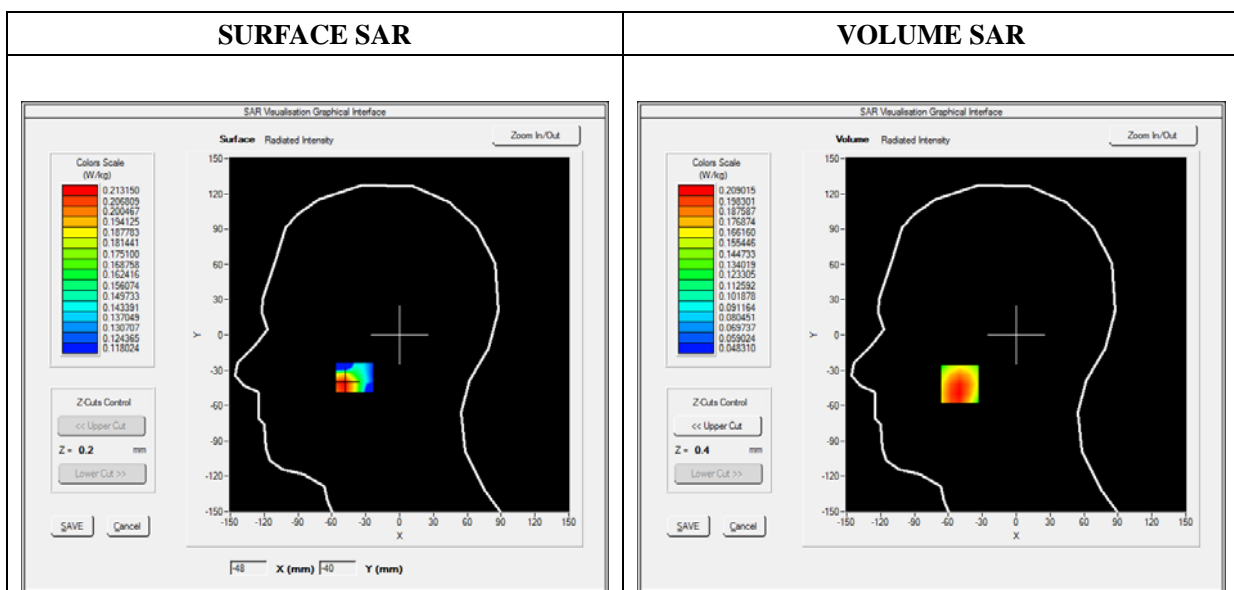 SURFACE SAR
VOLUME SAR
SAR Visualisation Graphical Interface
Surface Radiated Intensity
Zoom In/Out
Colors Scale
(W/kg)
0.213150
0.206809
0.200467
0.194125
0.187783
0.181441
0.175100
0.168758
0.162416
0.156074
0.149733
0.143391
0.137049
0.130707
0.124365
0.118024
Z-Cuts Control
<< Upper Cut
Z = 0.2 mm
Lower Cut >>
SAVE Cancel
150
120
90
60
30
0
-30
-60
-90
-120
-150
Y
-150 -120 -90 -60 -30 0 30 60 90 120 150
X
-48 X (mm) -40 Y (mm)
SAR Visualisation Graphical Interface
Volume Radiated Intensity
Zoom In/Out
Colors Scale
(W/kg)
0.209015
0.198301
0.187587
0.176874
0.166160
0.155446
0.144733
0.134019
0.123305
0.112592
0.101878
0.091164
0.080451
0.069737
0.059024
0.048310
Z-Cuts Control
<< Upper Cut
Z = 0.4 mm
Lower Cut >>
SAVE Cancel
150
120
90
60
30
0
-30
-60
-90
-120
-150
Y
-150 -120 -90 -60 -30 0 30 60 90 120 150
X